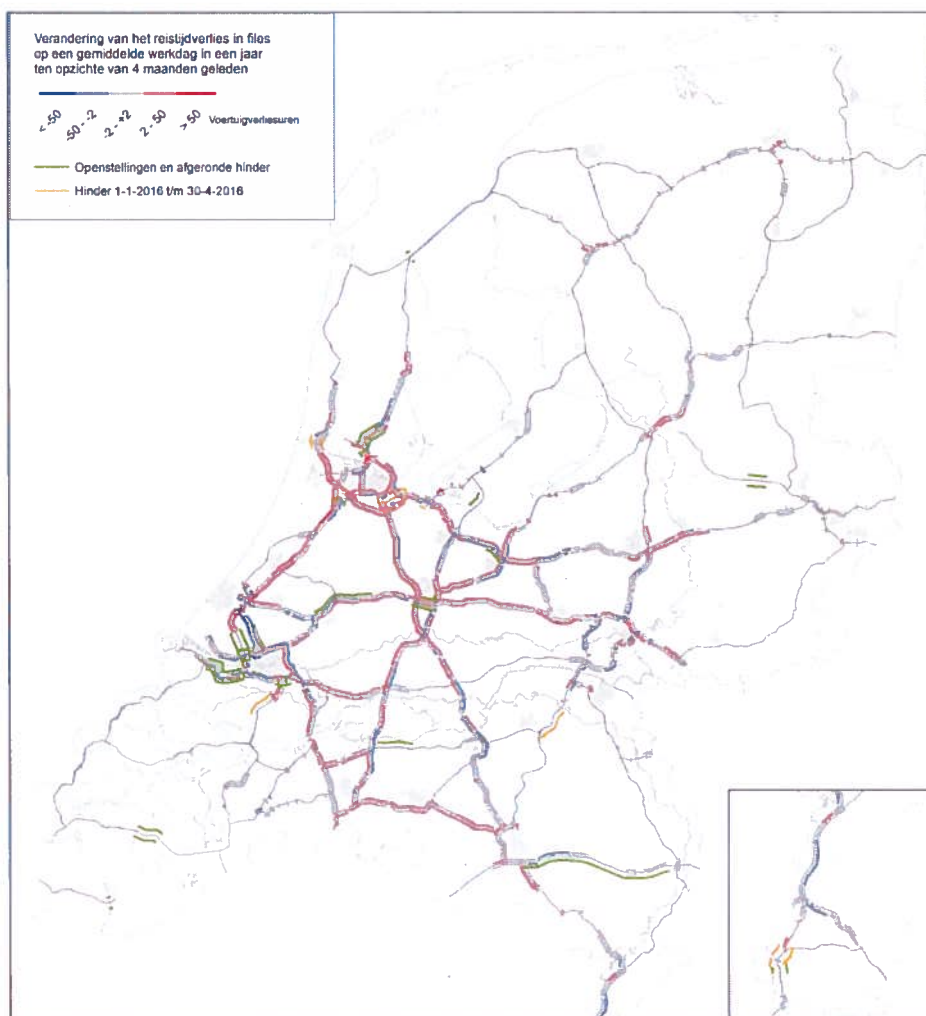 Verandering van het reistijdverlies in files
op een gemiddelde werkdag in een jaar
ten opzichte van 4 maanden geleden
< -50
-50 - -2
-2 - +2
2 - 50
> 50
Voertuigverliesuren
Openstellingen en afgeronde hinder
Hinder 1-1-2016 t/m 30-4-2016